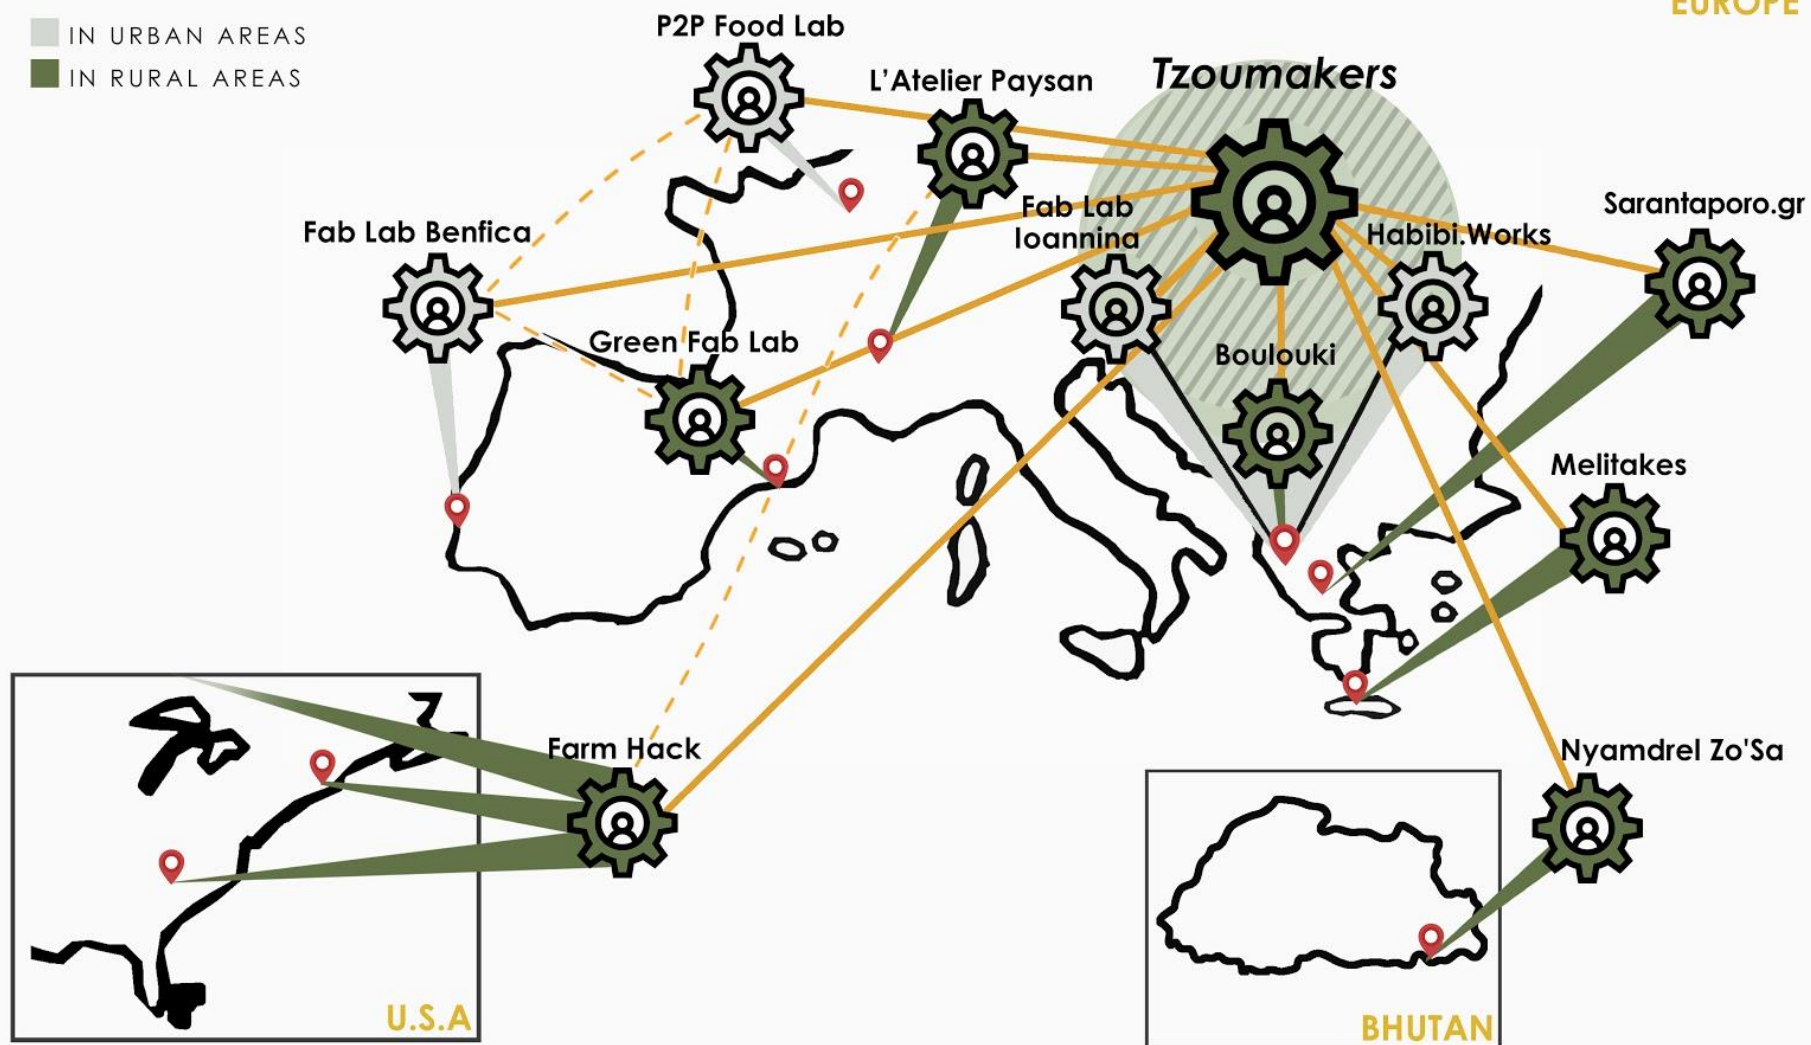 EUROPE
IN URBAN AREAS
IN RURAL AREAS
P2P Food Lab
L'Atelier Paysan
Tzoumakers
Fab Lab Benfica
Fab Lab
Ioannina
Habibi.Works
Sarantaporo.gr
Green Fab Lab
Boulouki
Melitakes
Farm Hack
Nyamdrel Zo'Sa
U.S.A
BHUTAN